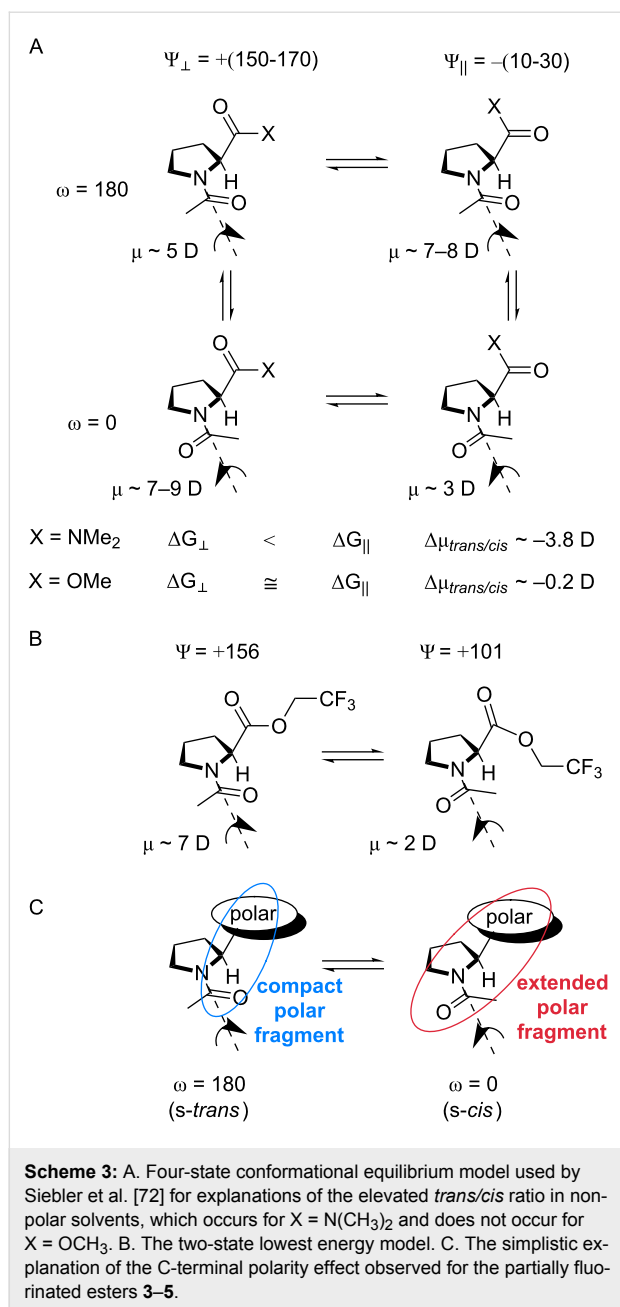 A
Ψ⊥ = +(150-170) Ψ|| = –(10-30)
O X
X O
N H O
N H O
ω = 180
μ ~ 5 D μ ~ 7–8 D
O X
X O
N H O
N H O
ω = 0
μ ~ 7–9 D μ ~ 3 D
X = NMe₂ ΔG⊥ < ΔG|| Δμtrans/cis ~ –3.8 D
X = OMe ΔG⊥ ≅ ΔG|| Δμtrans/cis ~ –0.2 D
B
Ψ = +156 Ψ = +101
O O CF₃
O O CF₃
N H O
N H O
μ ~ 7 D μ ~ 2 D
C
polar polar
N H O
N H O
compact
polar
fragment
extended
polar
fragment
ω = 180 ω = 0
(s-trans) (s-cis)
Scheme 3: A. Four-state conformational equilibrium model used by
Siebler et al. [72] for explanations of the elevated trans/cis ratio in non-
polar solvents, which occurs for X = N(CH₃)₂ and does not occur for
X = OCH₃. B. The two-state lowest energy model. C. The simplistic ex-
planation of the C-terminal polarity effect observed for the partially fluo-
rinated esters 3–5.